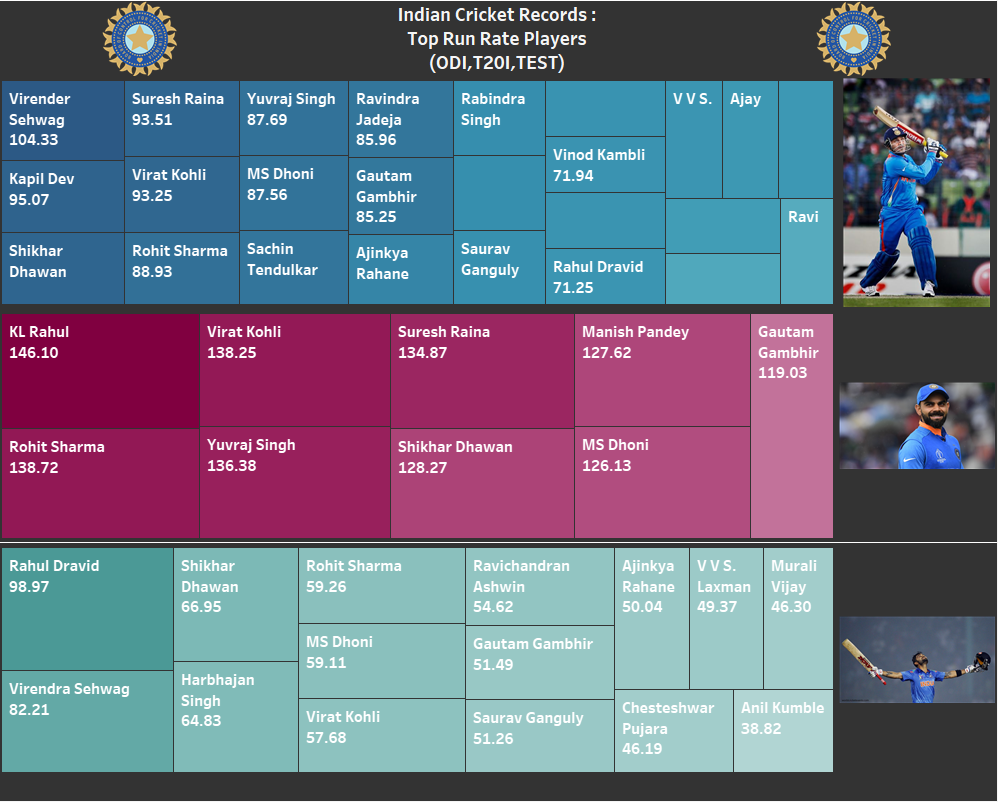 Indian Cricket Records :
Top Run Rate Players
(ODI,T20I,TEST)
Virender
Sehwag
104.33
Kapil Dev
95.07
Shikhar
Dhawan
Suresh Raina
93.51
Virat Kohli
93.25
Rohit Sharma
88.93
Yuvraj Singh
87.69
MS Dhoni
87.56
Sachin
Tendulkar
Ravindra
Jadeja
85.96
Gautam
Gambhir
85.25
Ajinkya
Rahane
Rabindra
Singh
Saurav
Ganguly
Vinod Kambli
71.94
Rahul Dravid
71.25
V V S.
Ajay
Ravi
KL Rahul
146.10
Rohit Sharma
138.72
Virat Kohli
138.25
Yuvraj Singh
136.38
Suresh Raina
134.87
Shikhar Dhawan
128.27
Manish Pandey
127.62
MS Dhoni
126.13
Gautam
Gambhir
119.03
Rahul Dravid
98.97
Virendra Sehwag
82.21
Shikhar
Dhawan
66.95
Harbhajan
Singh
64.83
Rohit Sharma
59.26
MS Dhoni
59.11
Virat Kohli
57.68
Ravichandran
Ashwin
54.62
Gautam Gambhir
51.49
Saurav Ganguly
51.26
Ajinkya
Rahane
50.04
V V S.
Laxman
49.37
Murali
Vijay
46.30
Chesteshwar
Pujara
46.19
Anil Kumble
38.82